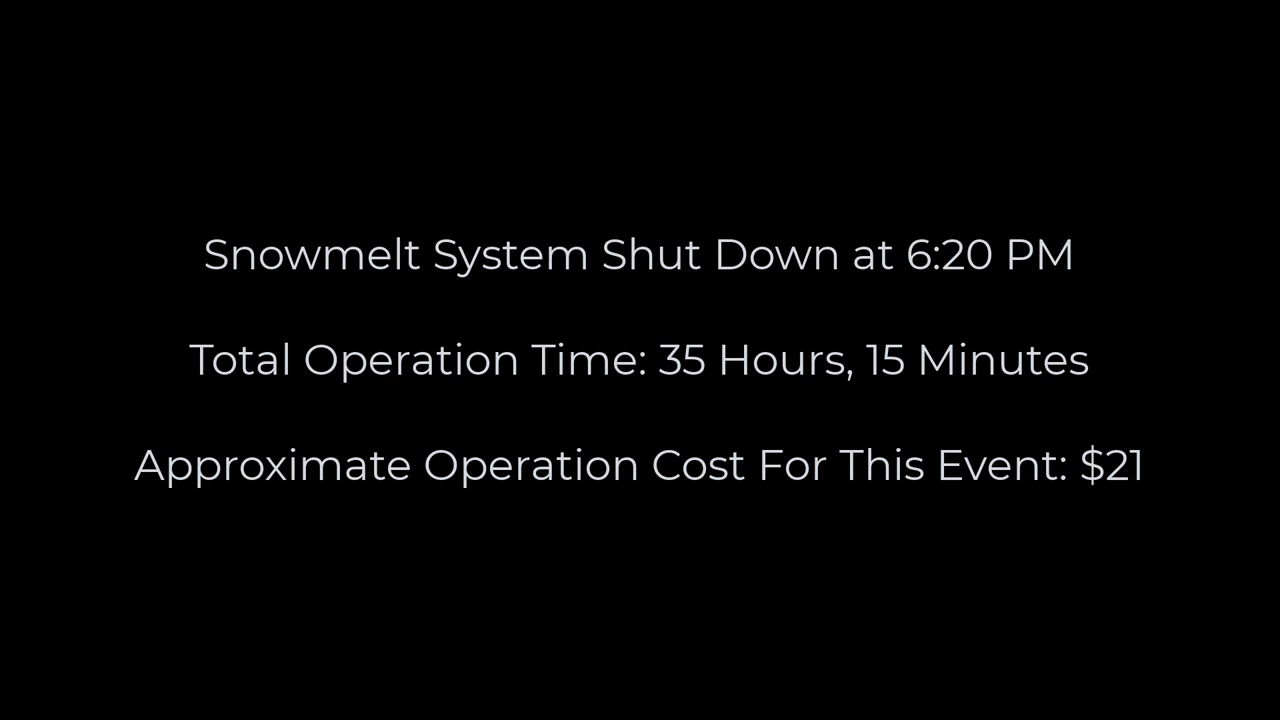 Snowmelt System Shut Down at 6:20 PM
Total Operation Time: 35 Hours, 15 Minutes
Approximate Operation Cost For This Event: $21